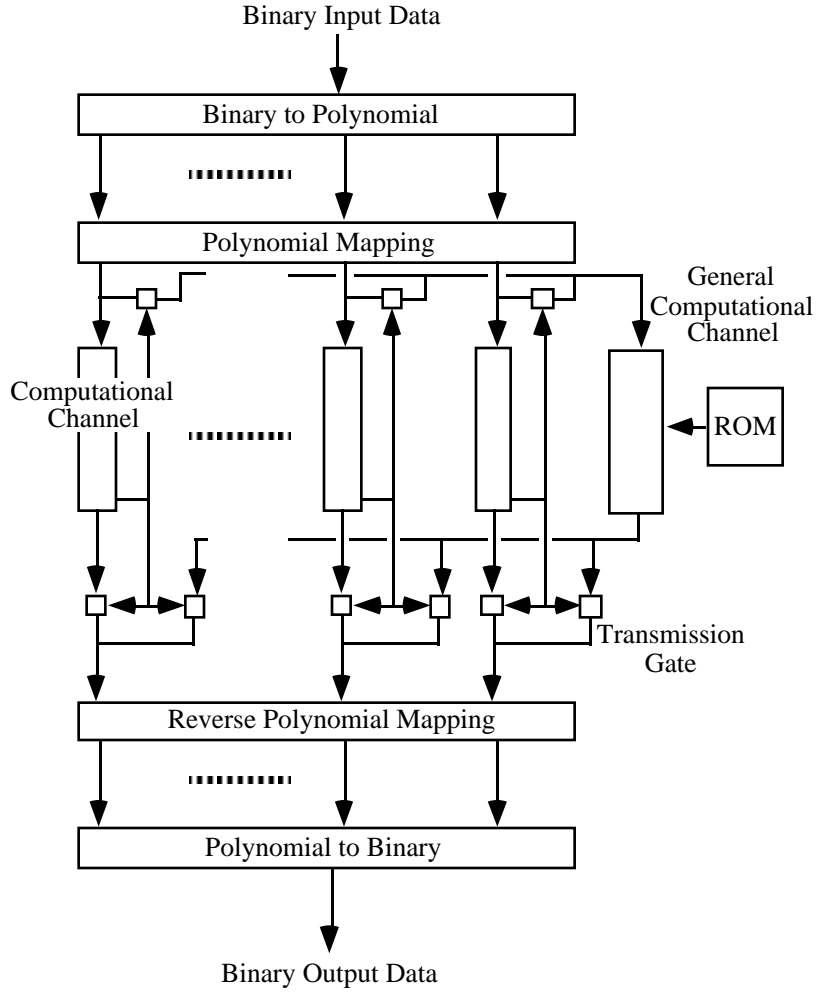 Binary Input Data
Binary to Polynomial
Polynomial Mapping
General
Computational
Channel
Computational
Channel
ROM
Transmission
Gate
Reverse Polynomial Mapping
Polynomial to Binary
Binary Output Data